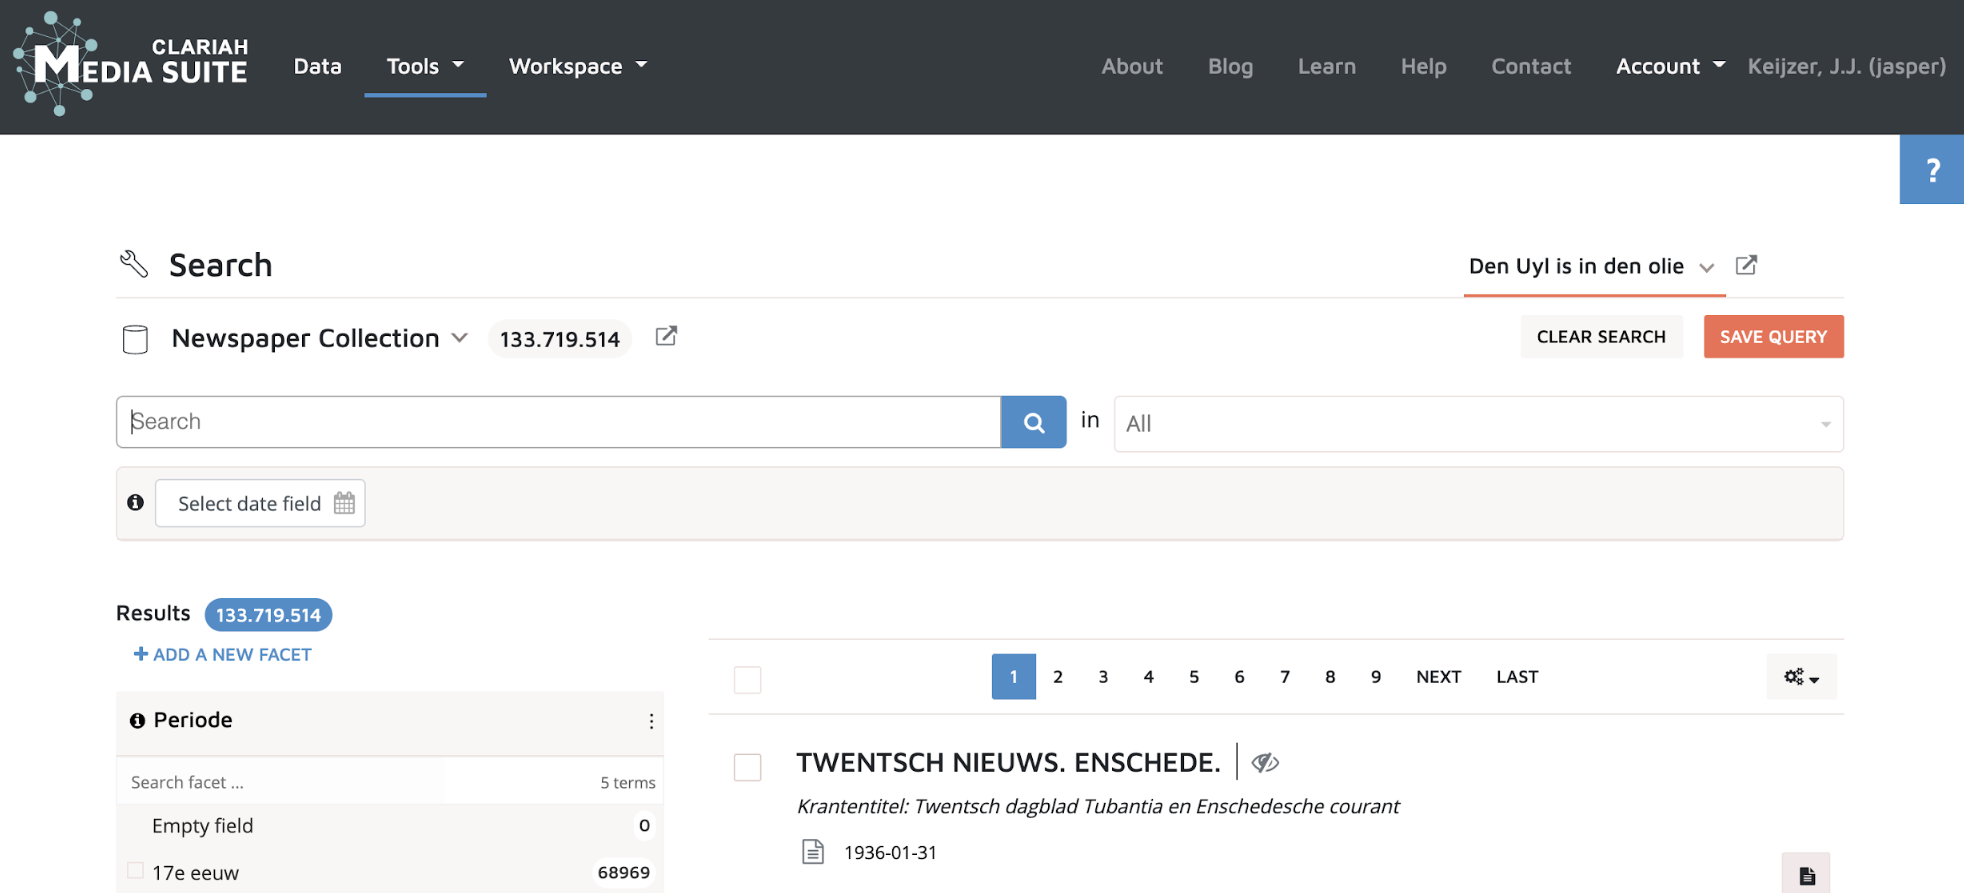 CLARIAH
MEDIA SUITE
Data Tools Workspace About Blog Learn Help Contact Account Keijzer, J.J. (jasper)
?
Search
Den Uyl is in den olie
Newspaper Collection 133.719.514
CLEAR SEARCH SAVE QUERY
Search in All
Select date field
Results 133.719.514
+ ADD A NEW FACET
1 2 3 4 5 6 7 8 9 NEXT LAST
Periode
Search facet ... 5 terms
Empty field 0
17e eeuw 68969
TWENTSCH NIEUWS. ENSCHEDE.
Krantentitel: Twentsch dagblad Tubantia en Enschedesche courant
1936-01-31